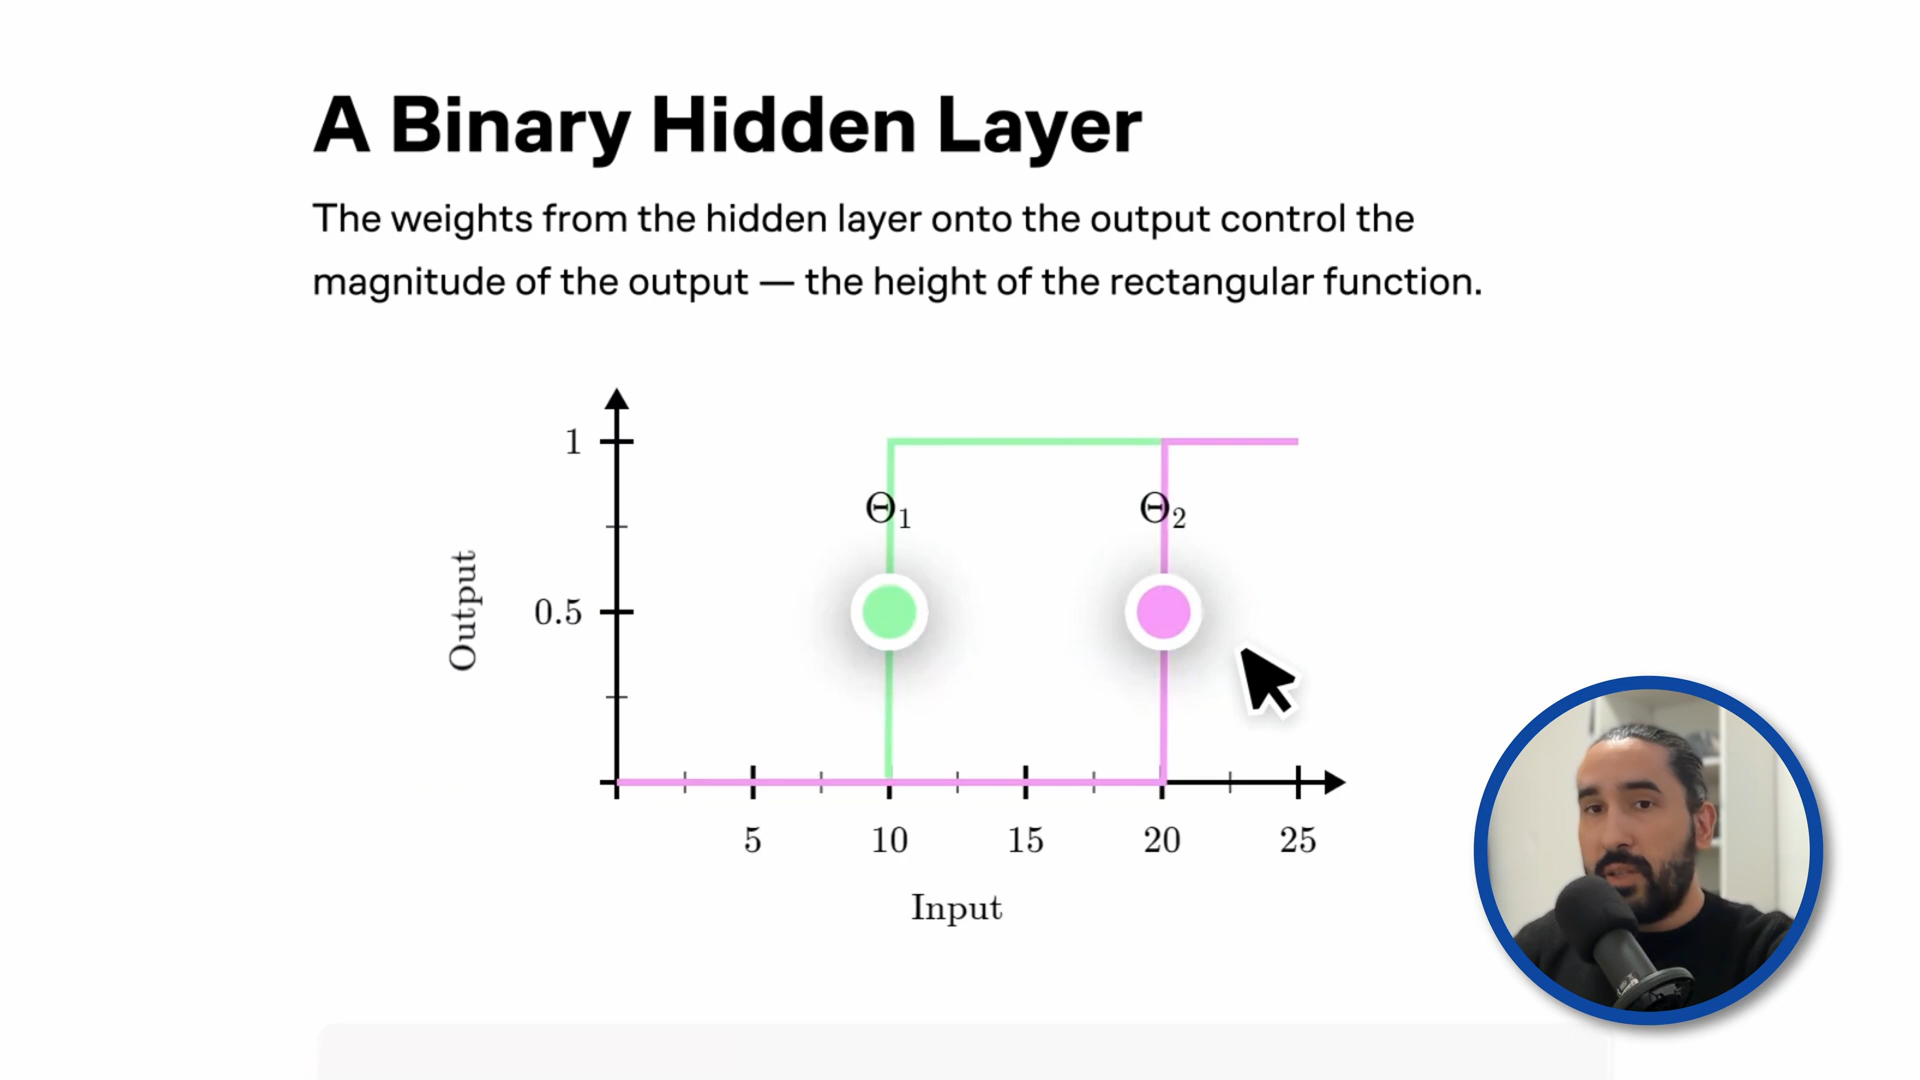 A Binary Hidden Layer
The weights from the hidden layer onto the output control the
magnitude of the output — the height of the rectangular function.
1
Θ₁ Θ₂
0.5
Output
5 10 15 20 25
Input